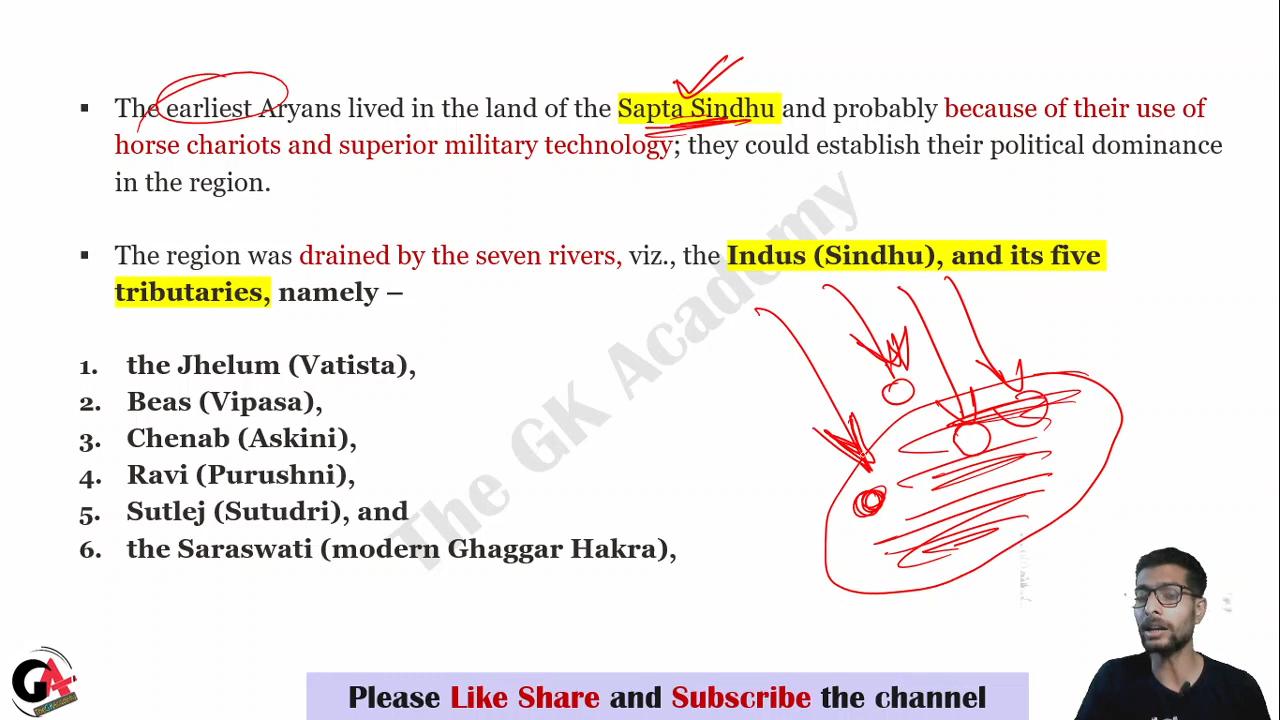 ▪ The earliest Aryans lived in the land of the Sapta Sindhu and probably because of their use of
horse chariots and superior military technology; they could establish their political dominance
in the region.
▪ The region was drained by the seven rivers, viz., the Indus (Sindhu), and its five
tributaries, namely –
1. the Jhelum (Vatista),
2. Beas (Vipasa),
3. Chenab (Askini),
4. Ravi (Purushni),
5. Sutlej (Sutudri), and
6. the Saraswati (modern Ghaggar Hakra),
The GK Academy
GA
Please Like Share and Subscribe the channel